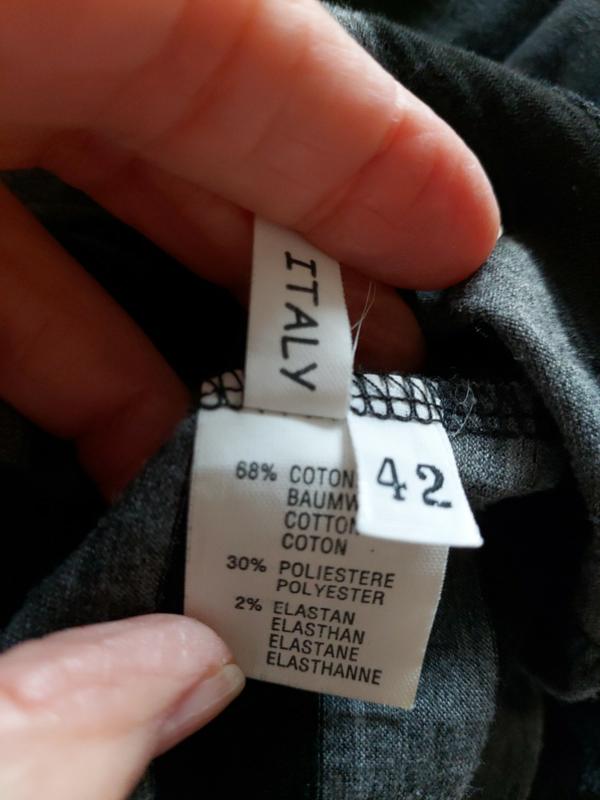 ITALY
42
68% COTON
BAUMW
COTTON
COTON
30% POLIESTERE
POLYESTER
2% ELASTAN
ELASTHAN
ELASTANE
ELASTHANNE